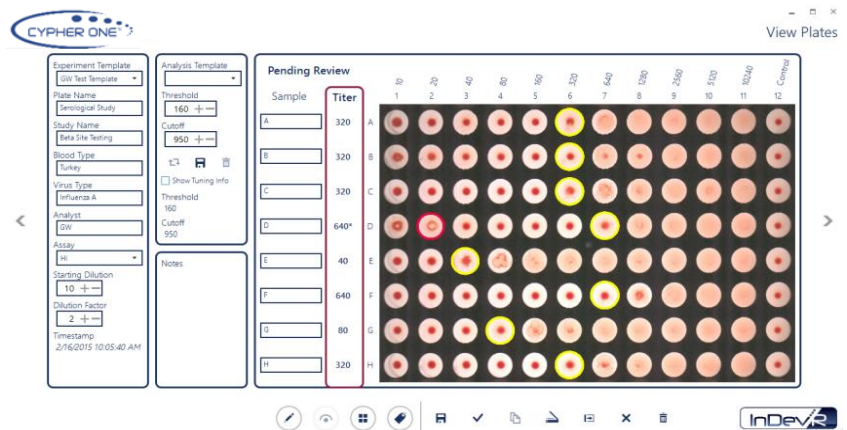 CYPHER ONE™
View Plates
Experiment Template
GW Test Template
Plate Name
Serological Study
Study Name
Beta Site Testing
Blood Type
Turkey
Virus Type
Influenza A
Analyst
GW
Assay
HI
Starting Dilution
10 + −
Dilution Factor
2 + −
Timestamp
2/16/2015 10:05:40 AM
Analysis Template
Threshold
160 + −
Cutoff
950 + −
Show Tuning Info
Threshold
160
Cutoff
950
Notes
Pending Review
10 20 40 80 160 320 640 1280 2560 5120 10240 Control
Sample Titer 1 2 3 4 5 6 7 8 9 10 11 12
A 320 A
B 320 B
C 320 C
D 640* D
E 40 E
F 640 F
G 80 G
H 320 H
InDevR